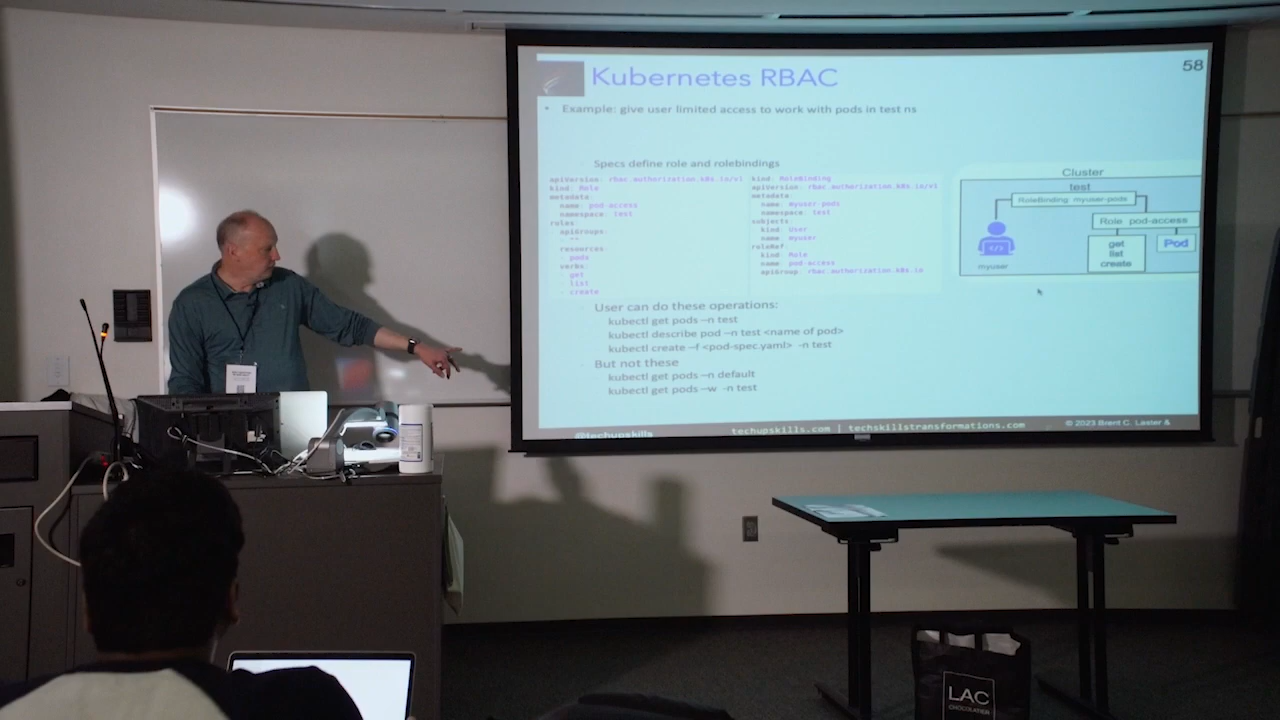 Kubernetes RBAC
58
• Example: give user limited access to work with pods in test ns
Specs define role and rolebindings
apiVersion: rbac.authorization.k8s.io/v1
kind: Role
metadata:
name: pod-access
namespace: test
rules:
apiGroups:
- ""
resources:
- pods
verbs:
- get
- list
- create
kind: RoleBinding
apiVersion: rbac.authorization.k8s.io/v1
metadata:
name: myuser-pods
namespace: test
subjects:
kind: User
name: myuser
roleRef:
kind: Role
name: pod-access
apiGroup: rbac.authorization.k8s.io
Cluster
test
RoleBinding myuser-pods
Role pod-access
</>
myuser
get
list
create
Pod
User can do these operations:
kubectl get pods –n test
kubectl describe pod –n test <name of pod>
kubectl create –f <pod-spec.yaml> -n test
But not these
kubectl get pods –n default
kubectl get pods –w -n test
@techupskills
techupskills.com | techskillstransformations.com
© 2023 Brent C. Laster &
LAC
CHOCOLATIER